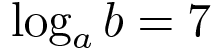 log_a b = 7